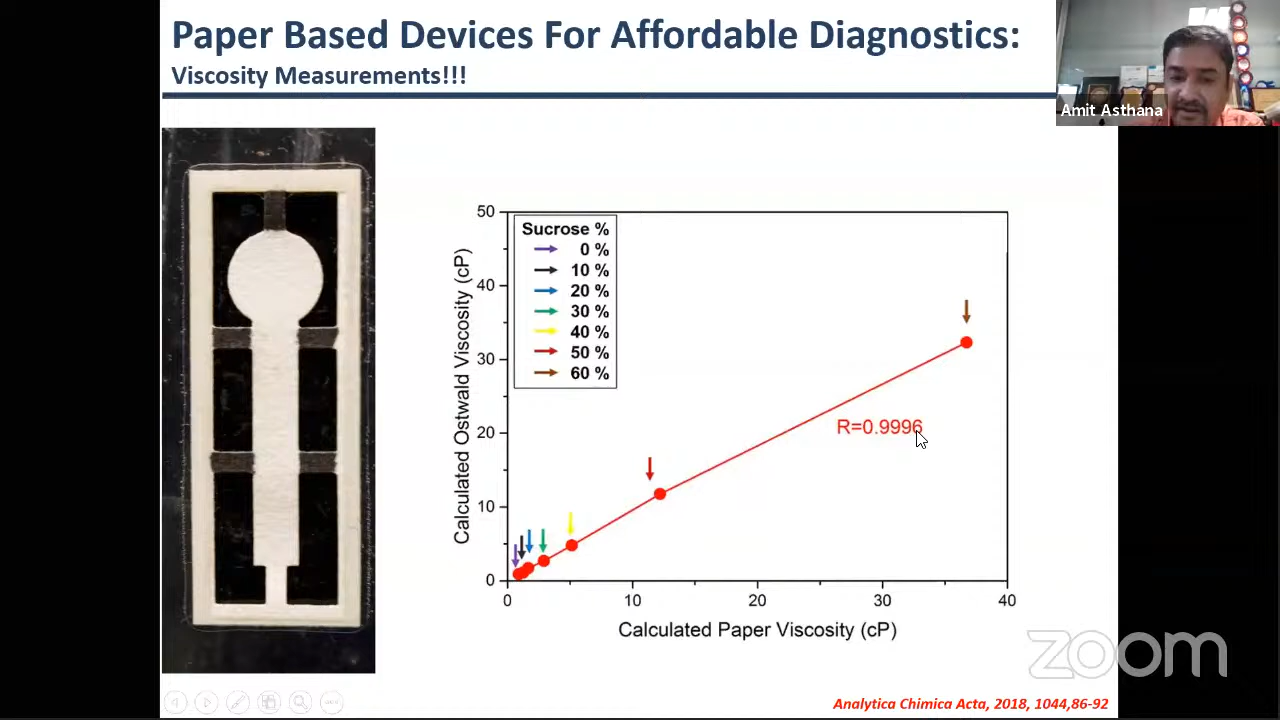 Paper Based Devices For Affordable Diagnostics:
Viscosity Measurements!!!
Amit Asthana
50
40
30
20
10
0
Calculated Ostwald Viscosity (cP)
Sucrose %
0 %
10 %
20 %
30 %
40 %
50 %
60 %
R=0.9996
0
10
20
30
40
Calculated Paper Viscosity (cP)
zoom
Analytica Chimica Acta, 2018, 1044,86-92